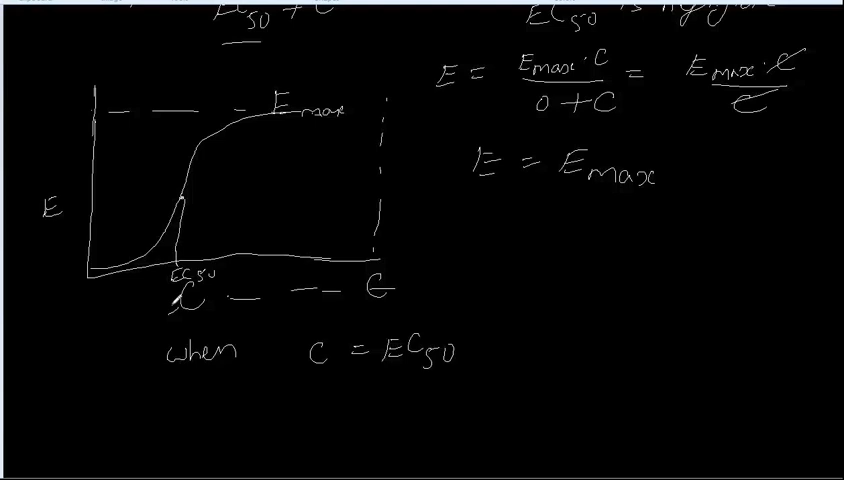 EC50 + C
EC50 is
E = Emax · C / 0 + C = Emax · C / C
Emax
E = Emax
E
EC50
C
C
when C = EC50